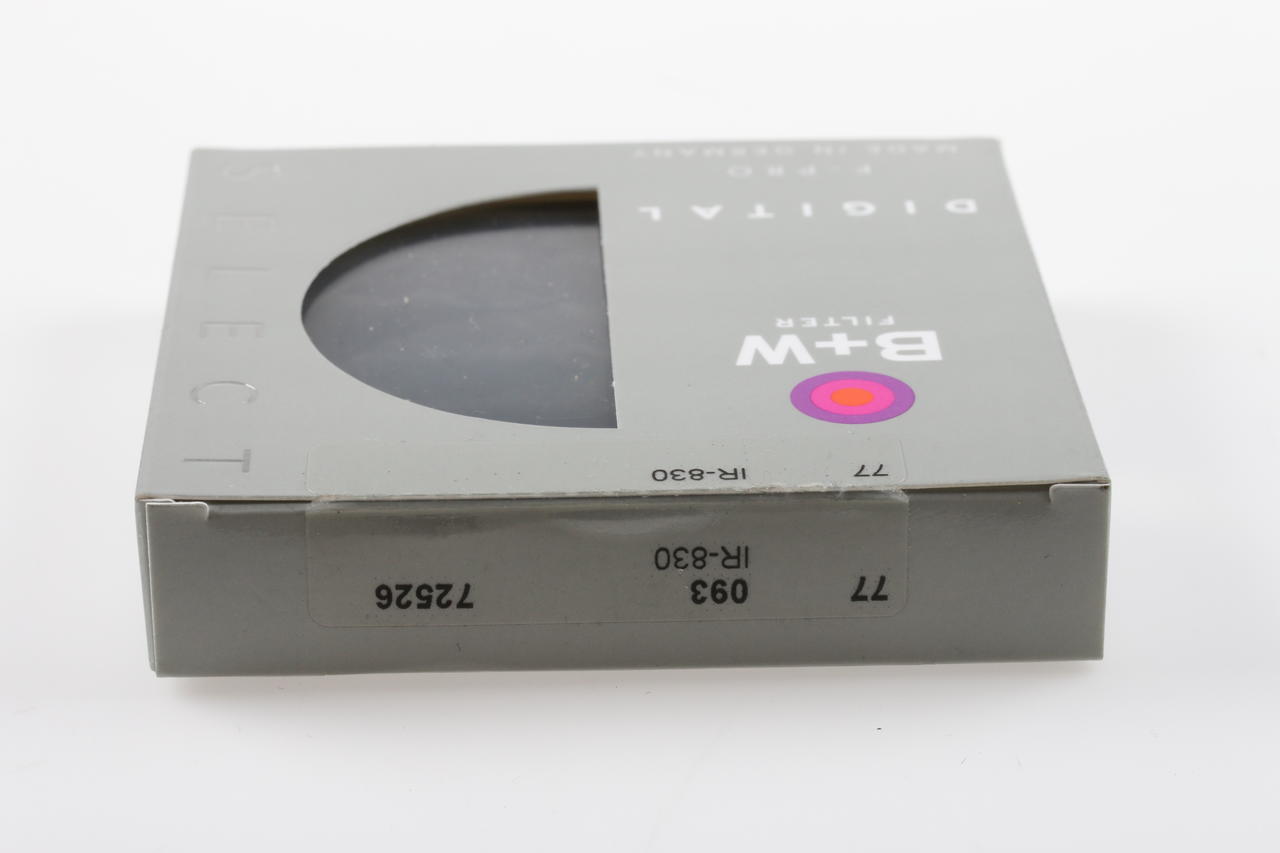 B+W
FILTER
DIGITAL
F-PRO
MADE IN GERMANY
SELECT
77 IR-830
77 093 72526
IR-830